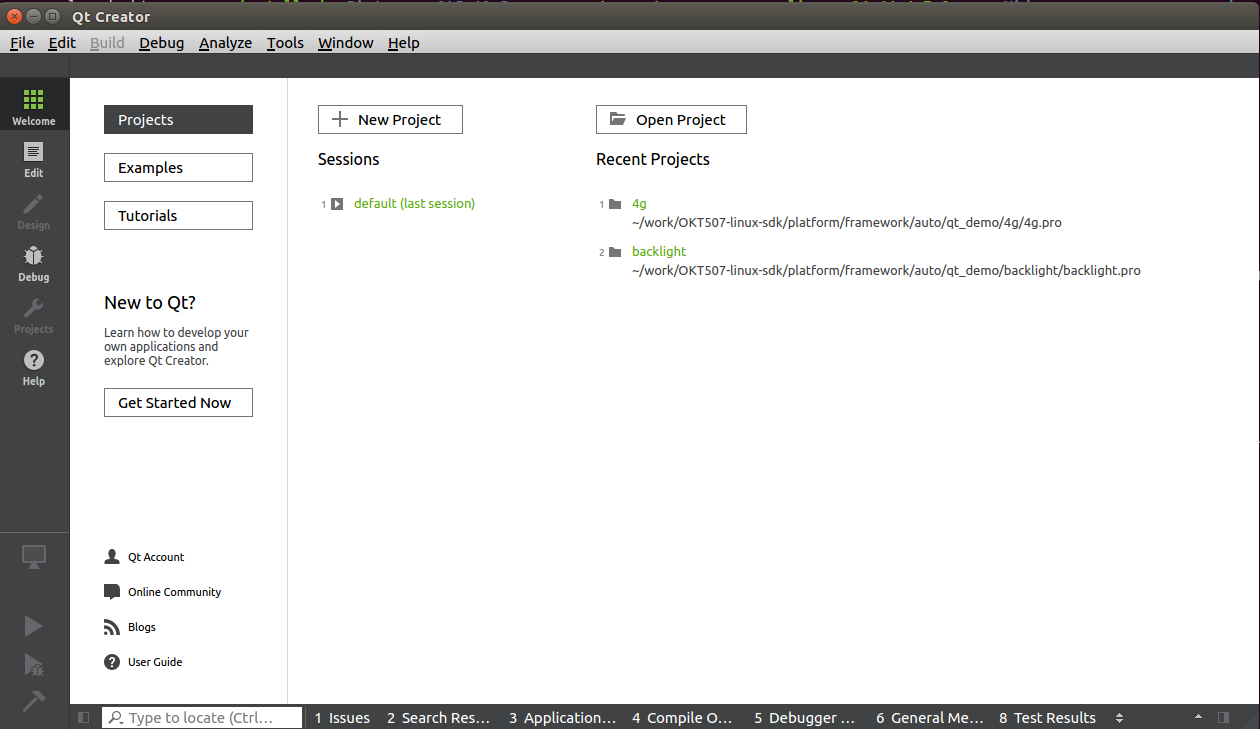 Qt Creator
File Edit Build Debug Analyze Tools Window Help
Welcome
Edit
Design
Debug
Projects
Help
Projects
Examples
Tutorials
New to Qt?
Learn how to develop your
own applications and
explore Qt Creator.
Get Started Now
Qt Account
Online Community
Blogs
User Guide
New Project
Sessions
1 default (last session)
Open Project
Recent Projects
1 4g
~/work/OKT507-linux-sdk/platform/framework/auto/qt_demo/4g/4g.pro
2 backlight
~/work/OKT507-linux-sdk/platform/framework/auto/qt_demo/backlight/backlight.pro
Type to locate (Ctrl... 1 Issues 2 Search Res... 3 Application... 4 Compile O... 5 Debugger ... 6 General Me... 8 Test Results